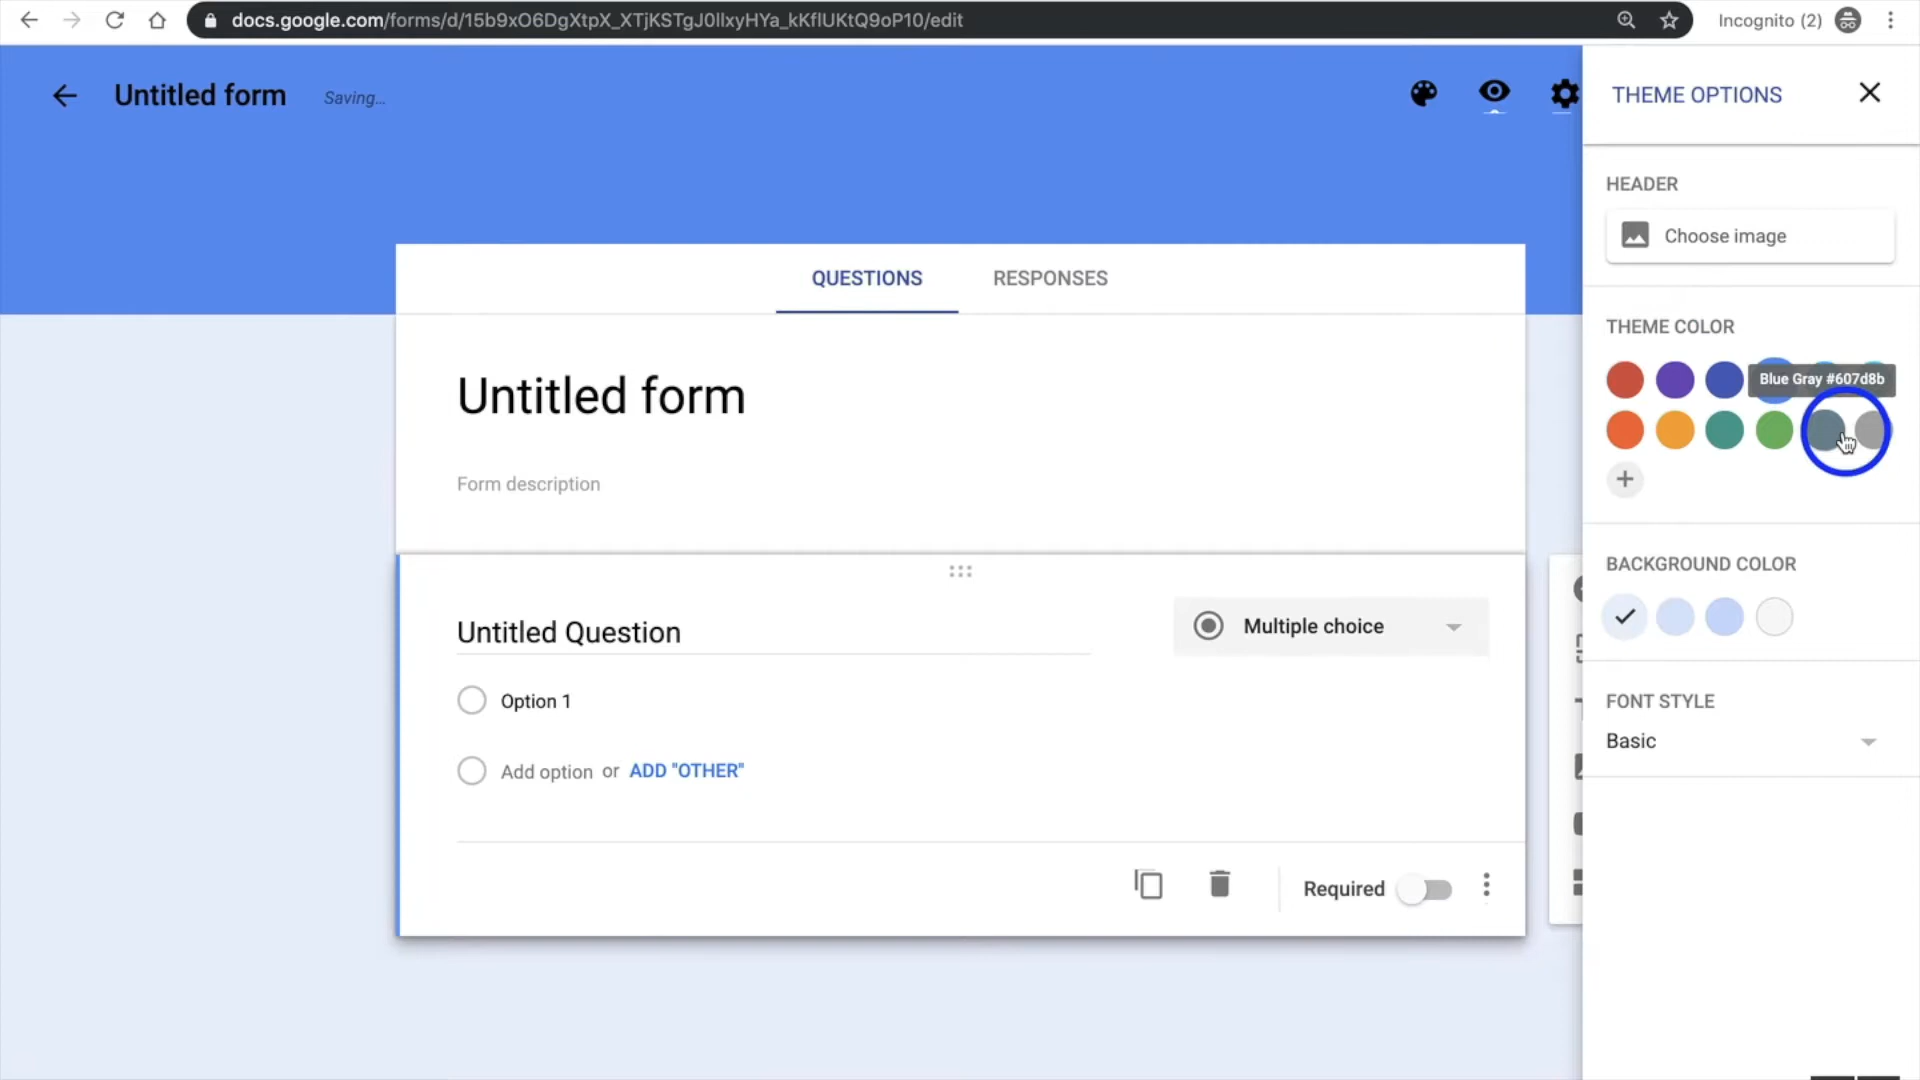 docs.google.com/forms/d/15b9xO6DgXtpX_XTjKSTgJ0llxyHYa_kKflUKtQ9oP10/edit
Incognito (2)
Untitled form
Saving...
THEME OPTIONS
HEADER
Choose image
QUESTIONS
RESPONSES
THEME COLOR
Blue Gray #607d8b
Untitled form
Form description
BACKGROUND COLOR
Untitled Question
Multiple choice
Option 1
FONT STYLE
Basic
Add option or ADD "OTHER"
Required